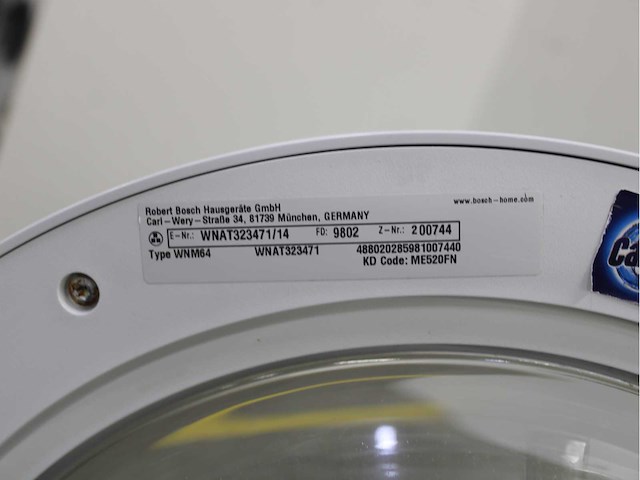 Robert Bosch Hausgeräte GmbH
www.bosch-home.com
Carl-Wery-Straße 34, 81739 München, GERMANY
E-Nr.: WNAT323471/14 FD: 9802 Z-Nr.: 200744
Type WNM64 WNAT323471 488020285981007440
KD Code: ME520FN